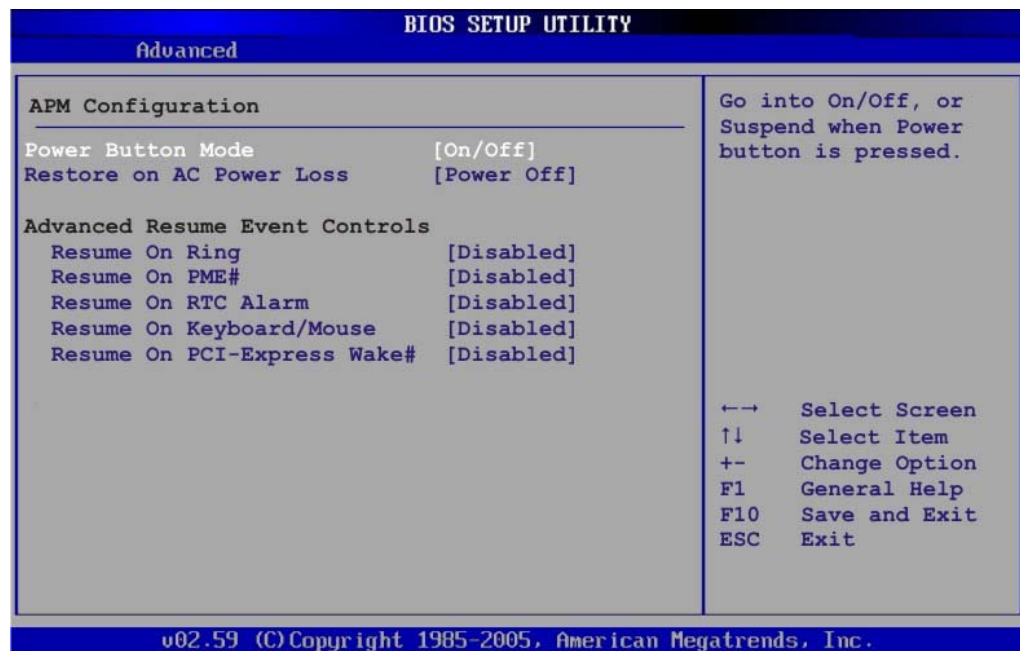 BIOS SETUP UTILITY
Advanced
APM Configuration
Power Button Mode [On/Off]
Restore on AC Power Loss [Power Off]
Advanced Resume Event Controls
Resume On Ring [Disabled]
Resume On PME# [Disabled]
Resume On RTC Alarm [Disabled]
Resume On Keyboard/Mouse [Disabled]
Resume On PCI-Express Wake# [Disabled]
Go into On/Off, or
Suspend when Power
button is pressed.
←→ Select Screen
↑↓ Select Item
+- Change Option
F1 General Help
F10 Save and Exit
ESC Exit
v02.59 (C)Copyright 1985-2005, American Megatrends, Inc.